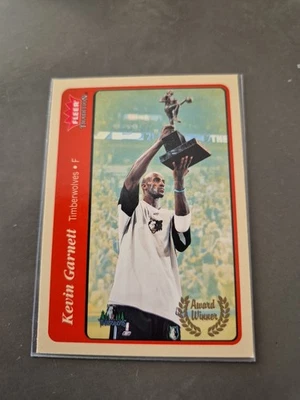 FLEER
TRADITION
Kevin Garnett
Timberwolves • F
Award
Winner